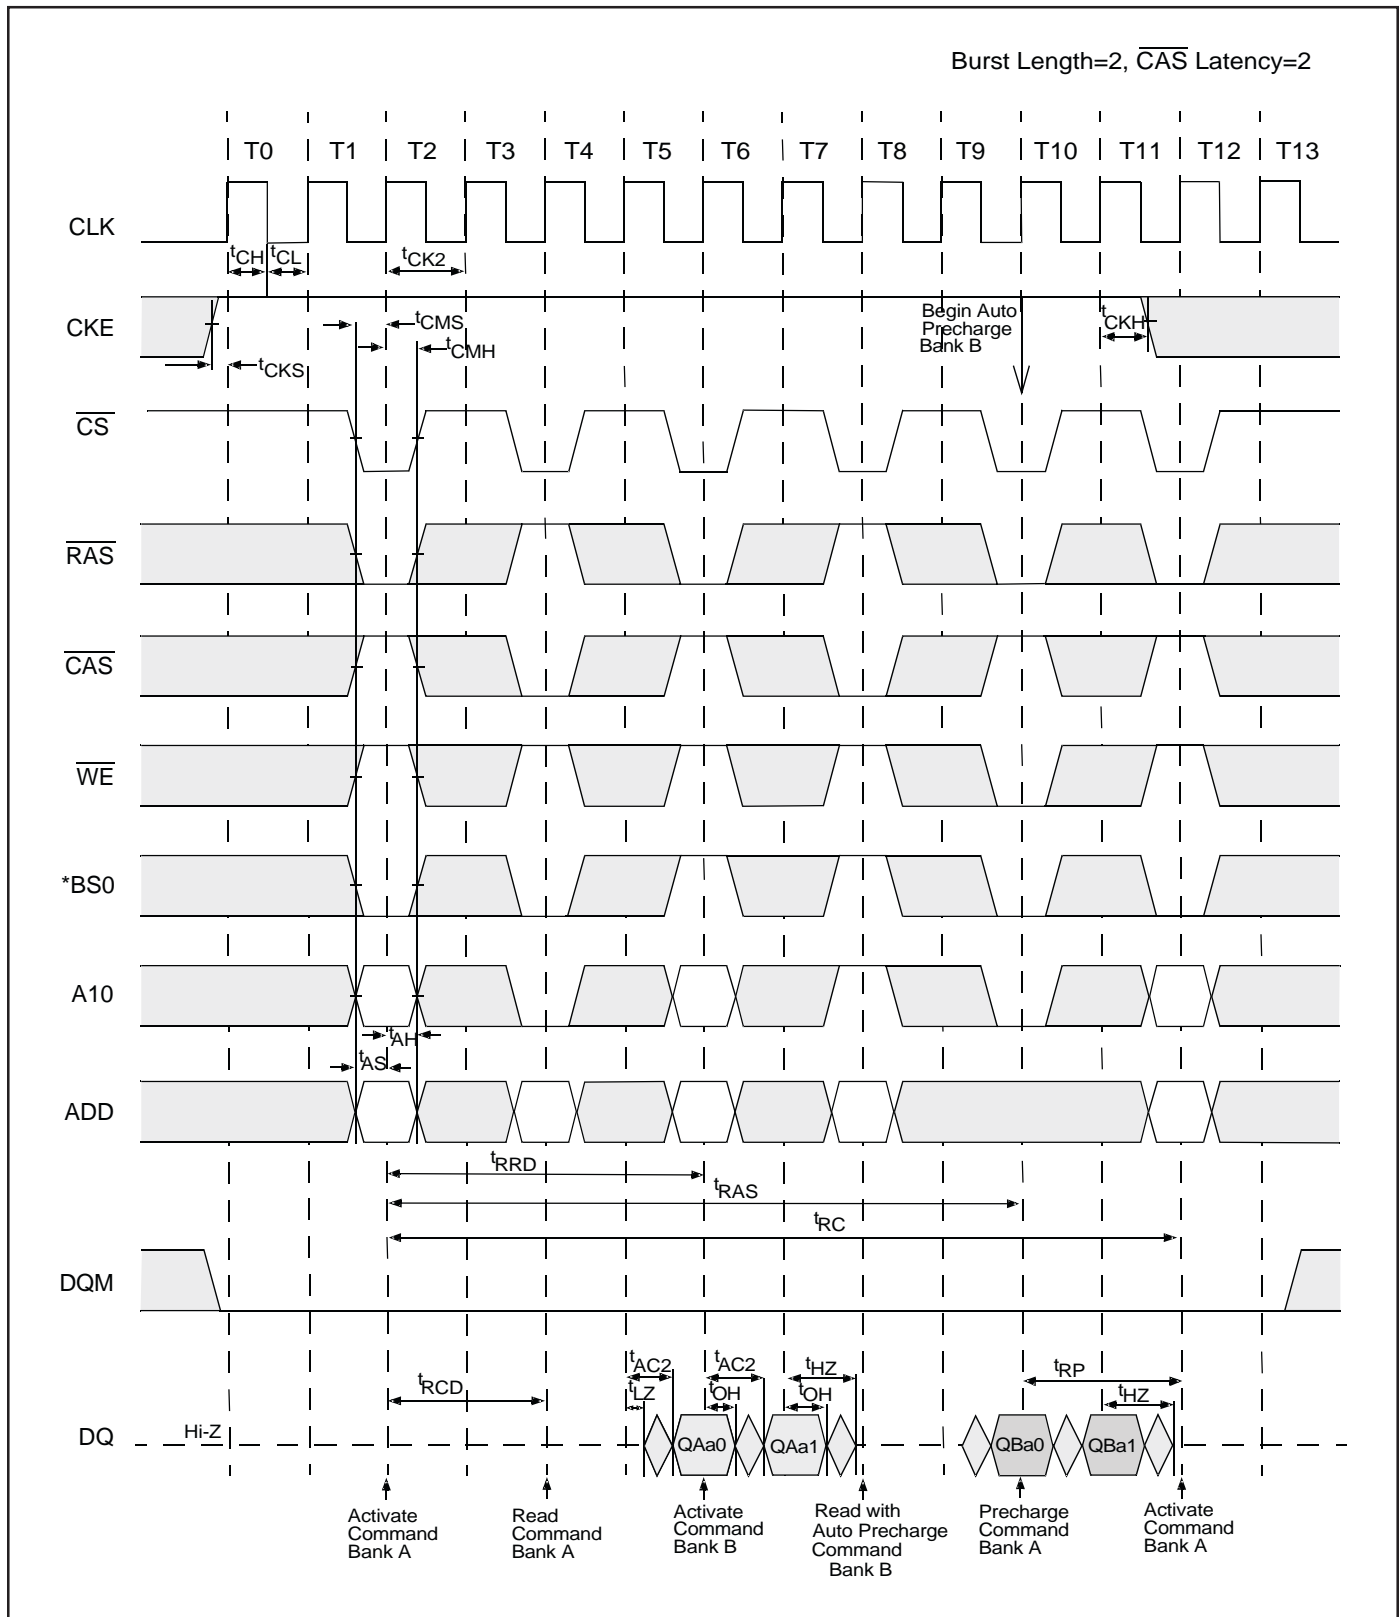 Burst Length=2, CAS Latency=2
T0 T1 T2 T3 T4 T5 T6 T7 T8 T9 T10 T11 T12 T13
CLK
tCH tCL tCK2
CKE
tCMS
tCMH
tCKS
Begin Auto
Precharge
Bank B
tCKH
CS
RAS
CAS
WE
*BS0
A10
tAH
tAS
ADD
tRRD
tRAS
tRC
DQM
tRCD
tAC2 tAC2 tHZ
tLZ tOH tOH
tRP
tHZ
DQ
Hi-Z
QAa0 QAa1 QBa0 QBa1
Activate
Command
Bank A
Read
Command
Bank A
Activate
Command
Bank B
Read with
Auto Precharge
Command
Bank B
Precharge
Command
Bank A
Activate
Command
Bank A